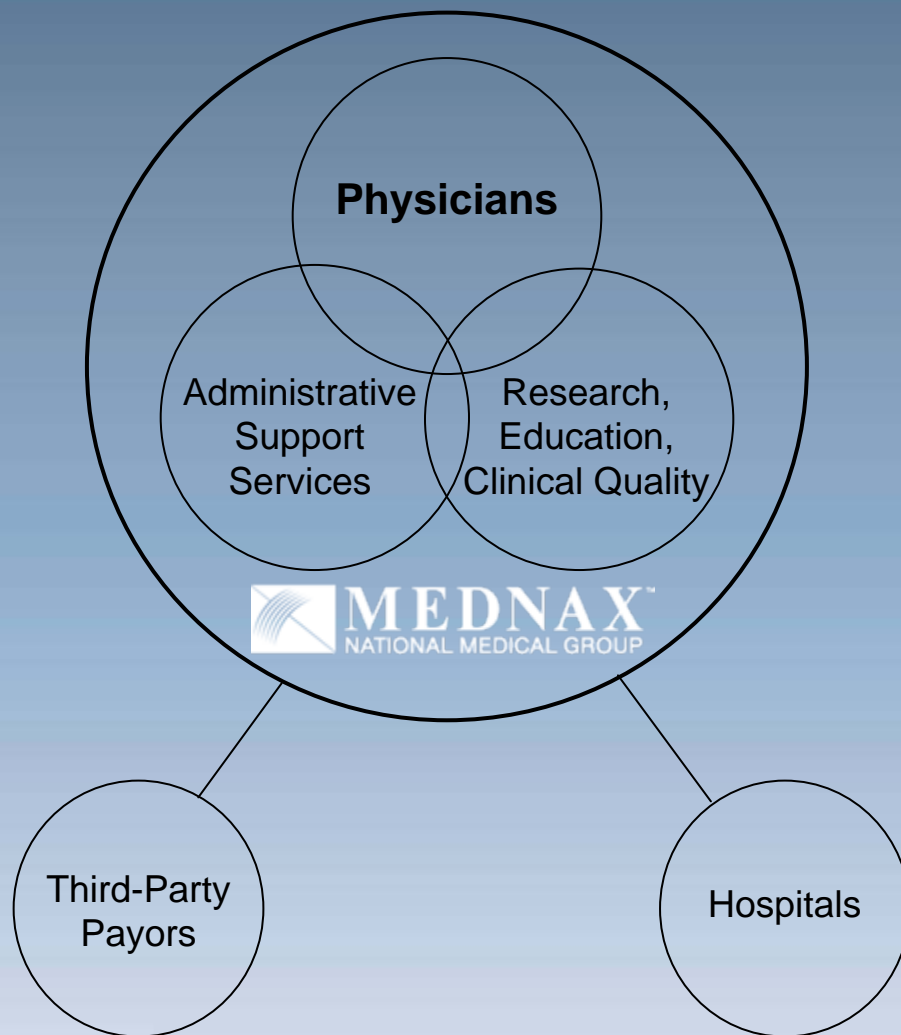 Physicians
Administrative
Support
Services
Research,
Education,
Clinical Quality
MEDNAX™
NATIONAL MEDICAL GROUP
Third-Party
Payors
Hospitals